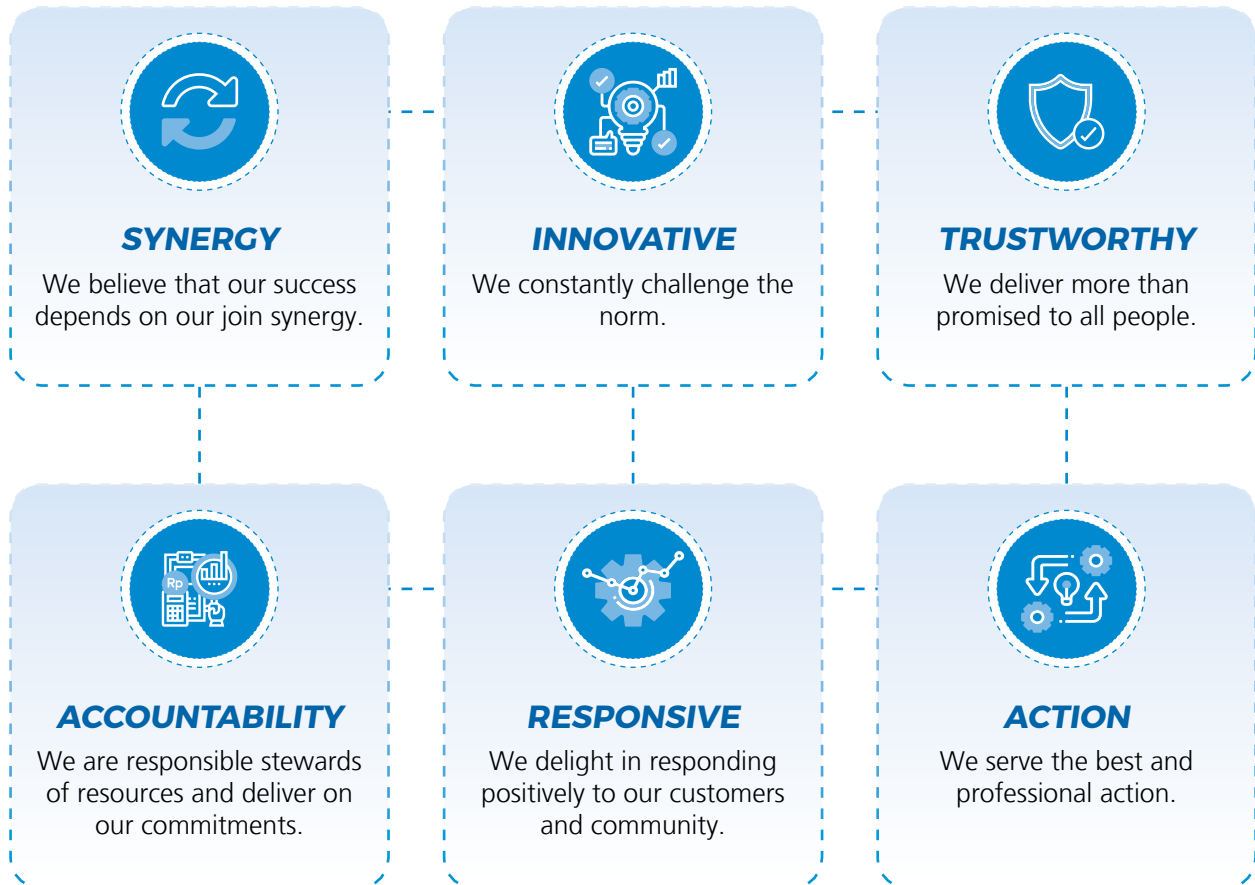 SYNERGY
We believe that our success
depends on our join synergy.
INNOVATIVE
We constantly challenge the
norm.
TRUSTWORTHY
We deliver more than
promised to all people.
Rp
ACCOUNTABILITY
We are responsible stewards
of resources and deliver on
our commitments.
RESPONSIVE
We delight in responding
positively to our customers
and community.
ACTION
We serve the best and
professional action.